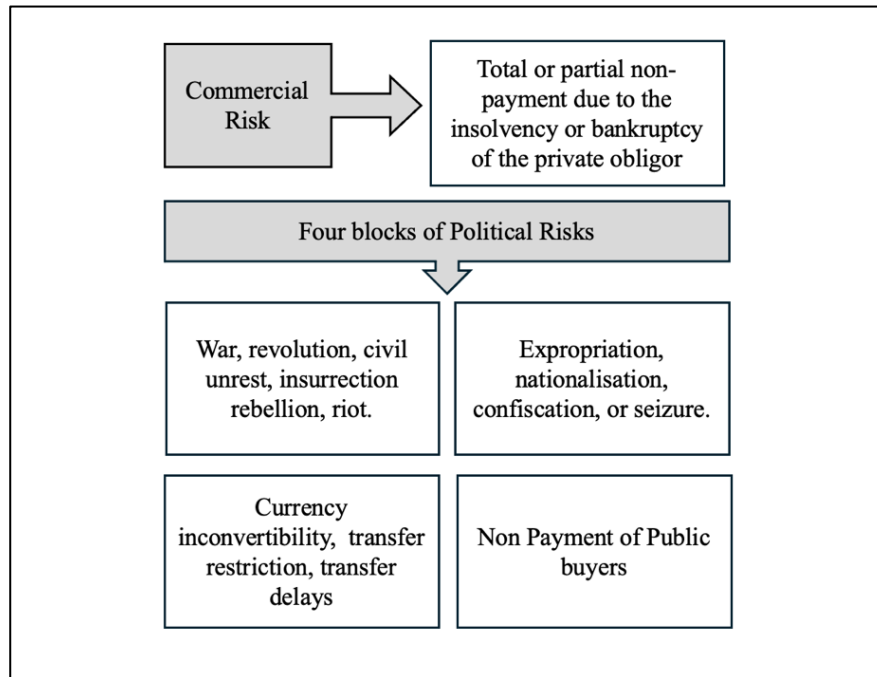 Commercial
Risk
Total or partial non-
payment due to the
insolvency or bankruptcy
of the private obligor
Four blocks of Political Risks
War, revolution, civil
unrest, insurrection
rebellion, riot.
Expropriation,
nationalisation,
confiscation, or seizure.
Currency
inconvertibility, transfer
restriction, transfer
delays
Non Payment of Public
buyers